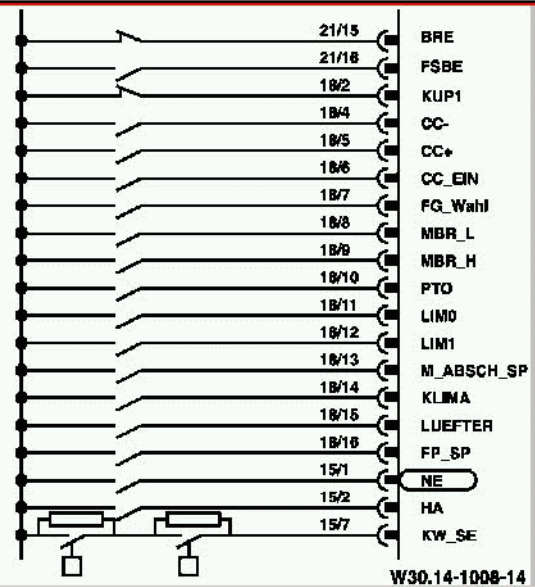 21/15 BRE
21/16 FSBE
18/2 KUP1
18/4 CC-
18/5 CC+
18/6 CC_EIN
18/7 FG_Wahl
18/8 MBR_L
18/9 MBR_H
18/10 PTO
18/11 LIM0
18/12 LIM1
18/13 M_ABSCH_SP
18/14 KLIMA
18/15 LUEFTER
18/16 FP_SP
15/1 NE
15/2 HA
15/7 KW_SE
W30.14-1008-14